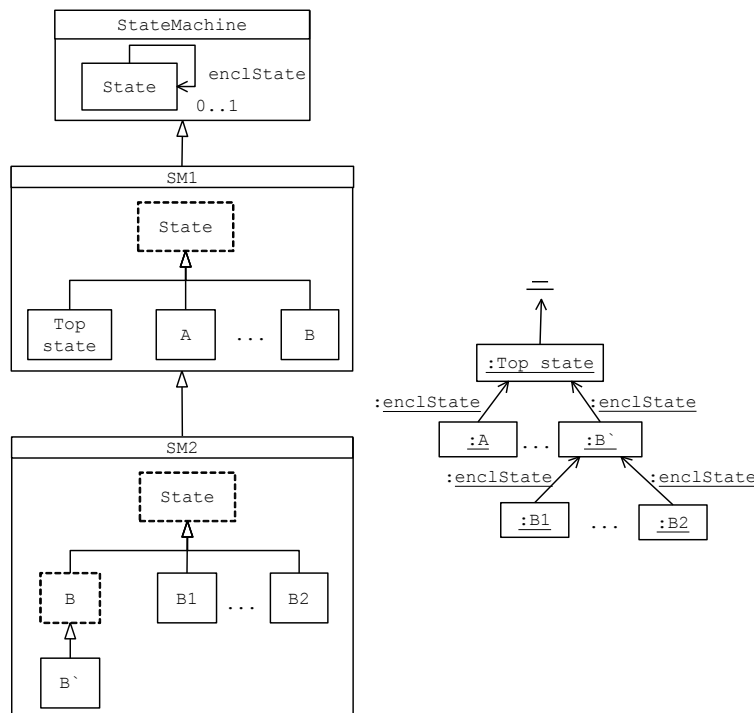 StateMachine
State
enclState
0..1
SM1
State
Top
state
A
...
B
SM2
State
B
B1
...
B2
B`
:Top state
:enclState
:enclState
:A
...
:B`
:enclState
:enclState
:B1
...
:B2